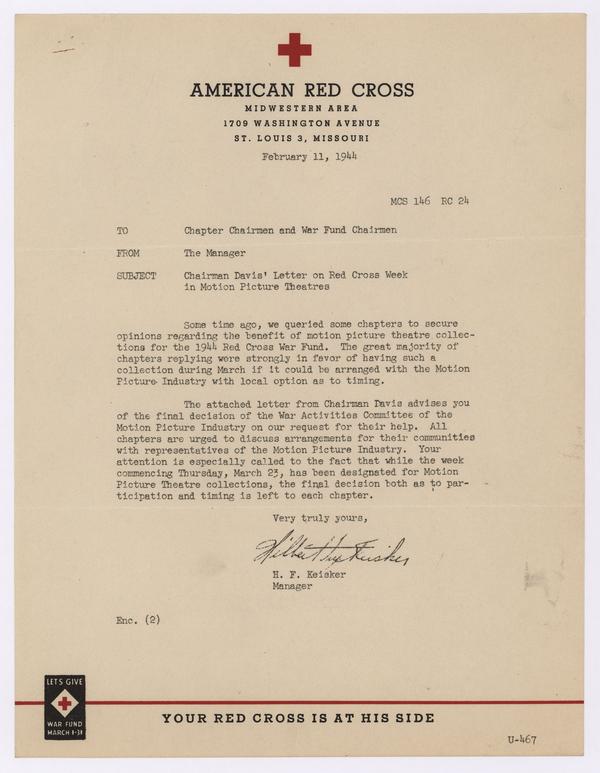 AMERICAN RED CROSS
MIDWESTERN AREA
1709 WASHINGTON AVENUE
ST. LOUIS 3, MISSOURI
February 11, 1944
MCS 146 RC 24
TO Chapter Chairmen and War Fund Chairmen
FROM The Manager
SUBJECT Chairman Davis' Letter on Red Cross Week
in Motion Picture Theatres
Some time ago, we queried some chapters to secure
opinions regarding the benefit of motion picture theatre collec-
tions for the 1944 Red Cross War Fund. The great majority of
chapters replying were strongly in favor of having such a
collection during March if it could be arranged with the Motion
Picture Industry with local option as to timing.
The attached letter from Chairman Davis advises you
of the final decision of the War Activities Committee of the
Motion Picture Industry on our request for their help. All
chapters are urged to discuss arrangements for their communities
with representatives of the Motion Picture Industry. Your
attention is especially called to the fact that while the week
commencing Thursday, March 23, has been designated for Motion
Picture Theatre collections, the final decision both as to par-
ticipation and timing is left to each chapter.
Very truly yours,
H. F. Keisker
Manager
Enc. (2)
LET'S GIVE
WAR FUND
MARCH 1-31
YOUR RED CROSS IS AT HIS SIDE
U-467